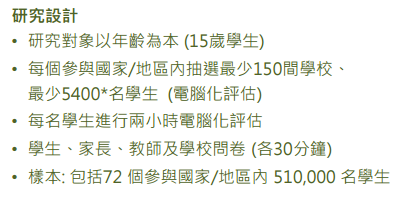 研究設計
• 研究對象以年齡為本 (15歲學生)
• 每個參與國家/地區內抽選最少150間學校、
最少5400*名學生 (電腦化評估)
• 每名學生進行兩小時電腦化評估
• 學生、家長、教師及學校問卷 (各30分鐘)
• 樣本: 包括72 個參與國家/地區內 510,000 名學生